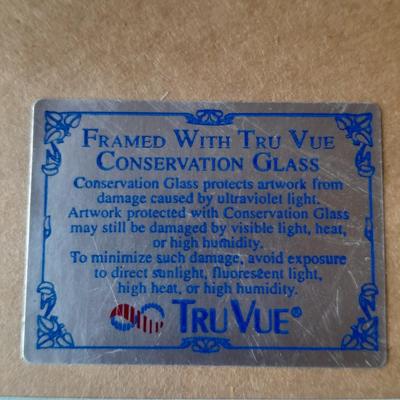 FRAMED WITH TRU VUE
CONSERVATION GLASS
Conservation Glass protects artwork from
damage caused by ultraviolet light.
Artwork protected with Conservation Glass
may still be damaged by visible light, heat,
or high humidity.
To minimize such damage, avoid exposure
to direct sunlight, fluorescent light,
high heat, or high humidity.
TRU VUE®